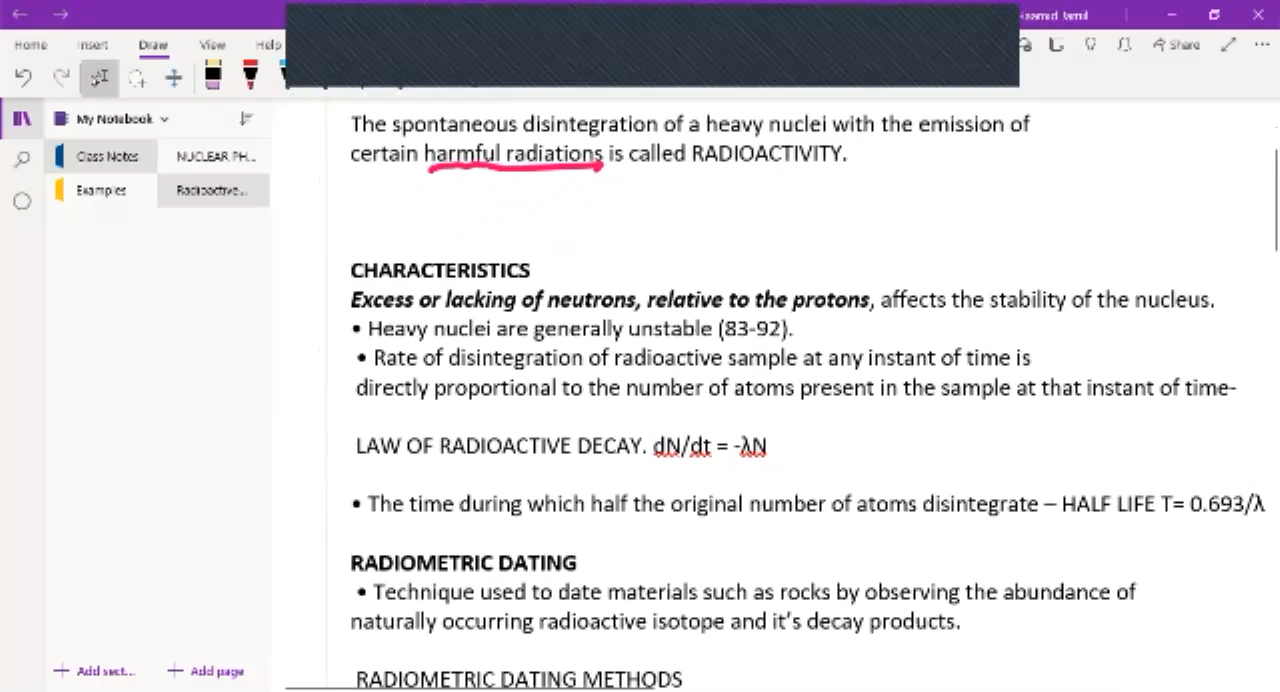 Home Insert Draw View Help
Share
My Notebook
Class Notes
Examples
NUCLEAR PH...
Radioactive...
The spontaneous disintegration of a heavy nuclei with the emission of
certain harmful radiations is called RADIOACTIVITY.
CHARACTERISTICS
Excess or lacking of neutrons, relative to the protons, affects the stability of the nucleus.
• Heavy nuclei are generally unstable (83-92).
• Rate of disintegration of radioactive sample at any instant of time is
directly proportional to the number of atoms present in the sample at that instant of time-
LAW OF RADIOACTIVE DECAY. dN/dt = -λN
• The time during which half the original number of atoms disintegrate – HALF LIFE T= 0.693/λ
RADIOMETRIC DATING
• Technique used to date materials such as rocks by observing the abundance of
naturally occurring radioactive isotope and it's decay products.
RADIOMETRIC DATING METHODS
Add sect...
Add page